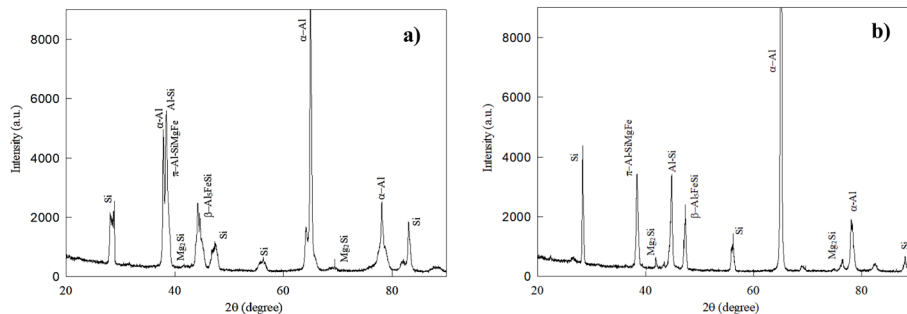 a)
8000
6000
4000
2000
0
20
40
60
80
Intensity (a.u.)
2θ (degree)
Si
α-Al
Al-Si
π-Al-SiMgFe
Mg₂Si
β-Al₅FeSi
Si
Si
α-Al
Mg₂Si
α-Al
Si
b)
8000
6000
4000
2000
0
20
40
60
80
Intensity (a.u.)
2θ (degree)
Si
π-Al-SiMgFe
Mg₂Si
Al-Si
β-Al₅FeSi
Si
α-Al
Mg₂Si
α-Al
Si